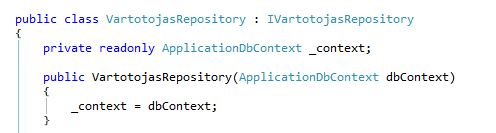 public class VartotojasRepository : IVartotojasRepository
{
private readonly ApplicationDbContext _context;
public VartotojasRepository(ApplicationDbContext dbContext)
{
_context = dbContext;
}